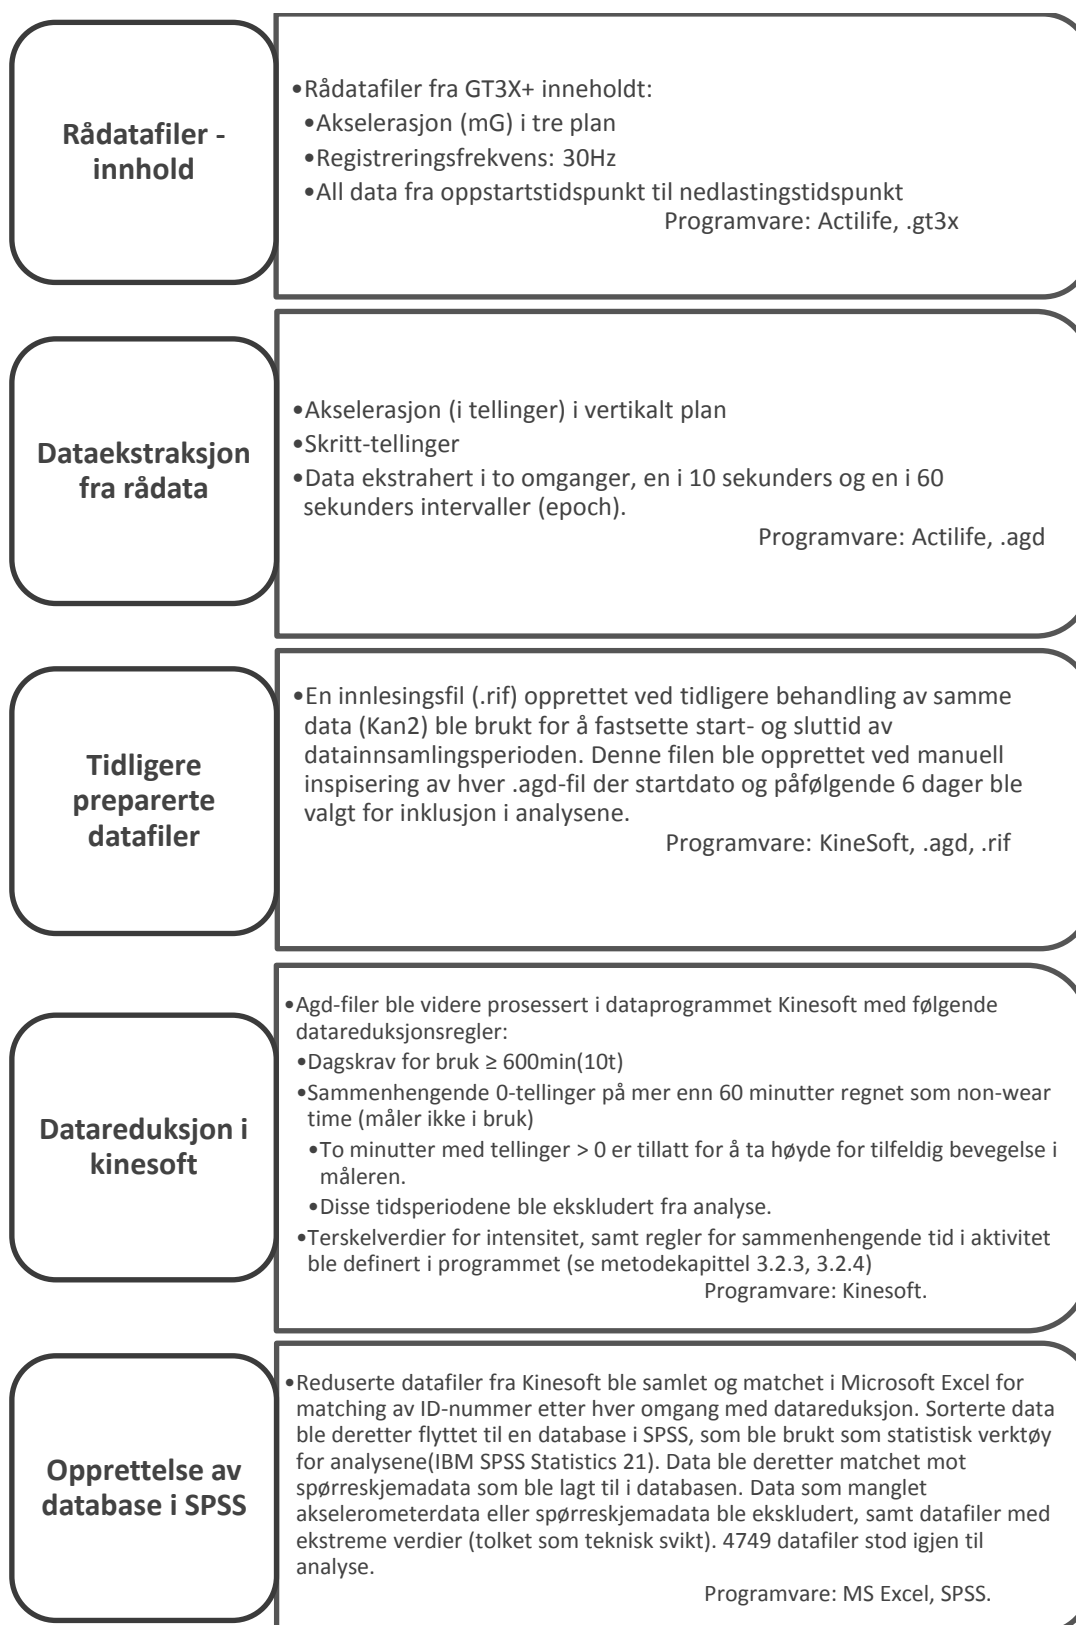 Rådatafiler -
innhold
•Rådatafiler fra GT3X+ inneholdt:
•Akselerasjon (mG) i tre plan
•Registreringsfrekvens: 30Hz
•All data fra oppstartstidspunkt til nedlastingstidspunkt
Programvare: Actilife, .gt3x
Dataekstraksjon
fra rådata
•Akselerasjon (i tellinger) i vertikalt plan
•Skritt-tellinger
•Data ekstrahert i to omganger, en i 10 sekunders og en i 60
sekunders intervaller (epoch).
Programvare: Actilife, .agd
Tidligere
preparerte
datafiler
•En innlesingsfil (.rif) opprettet ved tidligere behandling av samme
data (Kan2) ble brukt for å fastsette start- og sluttid av
datainnsamlingsperioden. Denne filen ble opprettet ved manuell
inspisering av hver .agd-fil der startdato og påfølgende 6 dager ble
valgt for inklusjon i analysene.
Programvare: KineSoft, .agd, .rif
Datareduksjon i
kinesoft
•Agd-filer ble videre prosessert i dataprogrammet Kinesoft med følgende
datareduksjonsregler:
•Dagskrav for bruk ≥ 600min(10t)
•Sammenhengende 0-tellinger på mer enn 60 minutter regnet som non-wear
time (måler ikke i bruk)
•To minutter med tellinger > 0 er tillatt for å ta høyde for tilfeldig bevegelse i
måleren.
•Disse tidsperiodene ble ekskludert fra analyse.
•Terskelverdier for intensitet, samt regler for sammenhengende tid i aktivitet
ble definert i programmet (se metodekapittel 3.2.3, 3.2.4)
Programvare: Kinesoft.
Opprettelse av
database i SPSS
•Reduserte datafiler fra Kinesoft ble samlet og matchet i Microsoft Excel for
matching av ID-nummer etter hver omgang med datareduksjon. Sorterte data
ble deretter flyttet til en database i SPSS, som ble brukt som statistisk verktøy
for analysene(IBM SPSS Statistics 21). Data ble deretter matchet mot
spørreskjemadata som ble lagt til i databasen. Data som manglet
akselerometerdata eller spørreskjemadata ble ekskludert, samt datafiler med
ekstreme verdier (tolket som teknisk svikt). 4749 datafiler stod igjen til
analyse.
Programvare: MS Excel, SPSS.